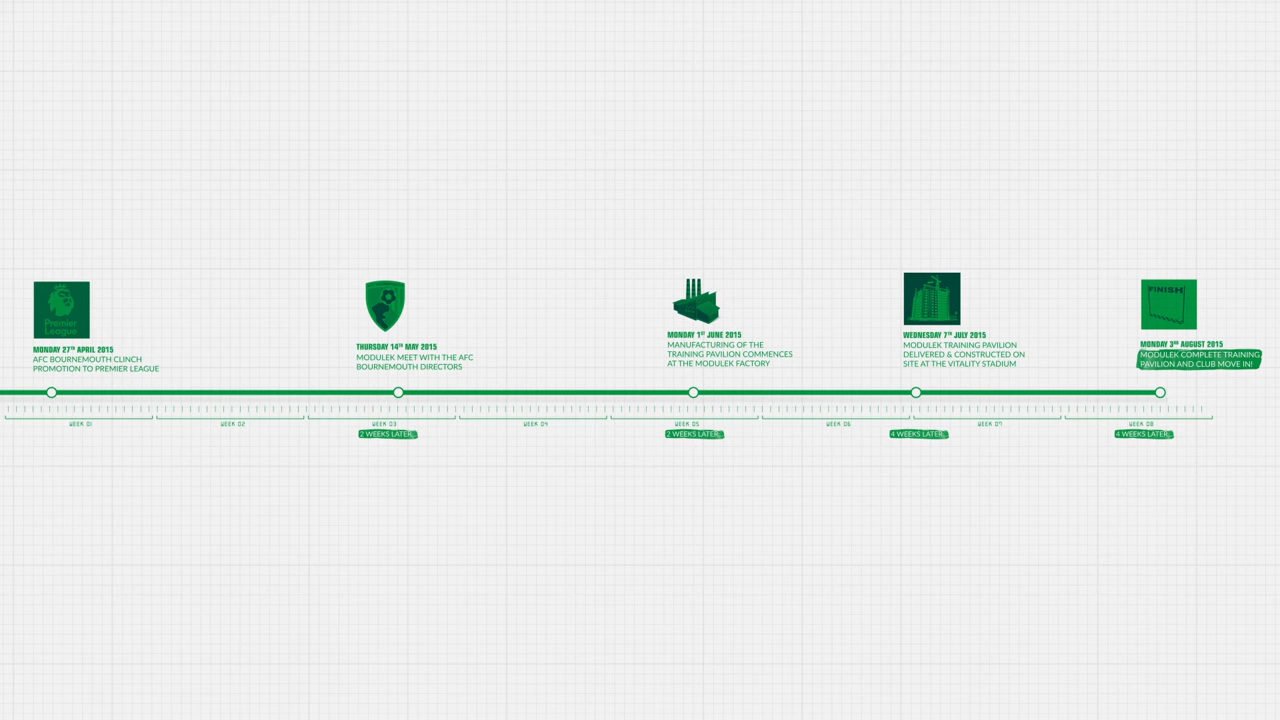 Premier
League
MONDAY 27TH APRIL 2015
AFC BOURNEMOUTH CLINCH
PROMOTION TO PREMIER LEAGUE
THURSDAY 14TH MAY 2015
MODULEK MEET WITH THE AFC
BOURNEMOUTH DIRECTORS
MONDAY 1ST JUNE 2015
MANUFACTURING OF THE
TRAINING PAVILION COMMENCES
AT THE MODULEK FACTORY
WEDNESDAY 7TH JULY 2015
MODULEK TRAINING PAVILION
DELIVERED & CONSTRUCTED ON
SITE AT THE VITALITY STADIUM
FINISH
MONDAY 3RD AUGUST 2015
MODULEK COMPLETE TRAINING
PAVILION AND CLUB MOVE IN!
WEEK 01
WEEK 02
WEEK 03
WEEK 04
WEEK 05
WEEK 06
WEEK 07
WEEK 08
2 WEEKS LATER..
2 WEEKS LATER..
4 WEEKS LATER..
4 WEEKS LATER..